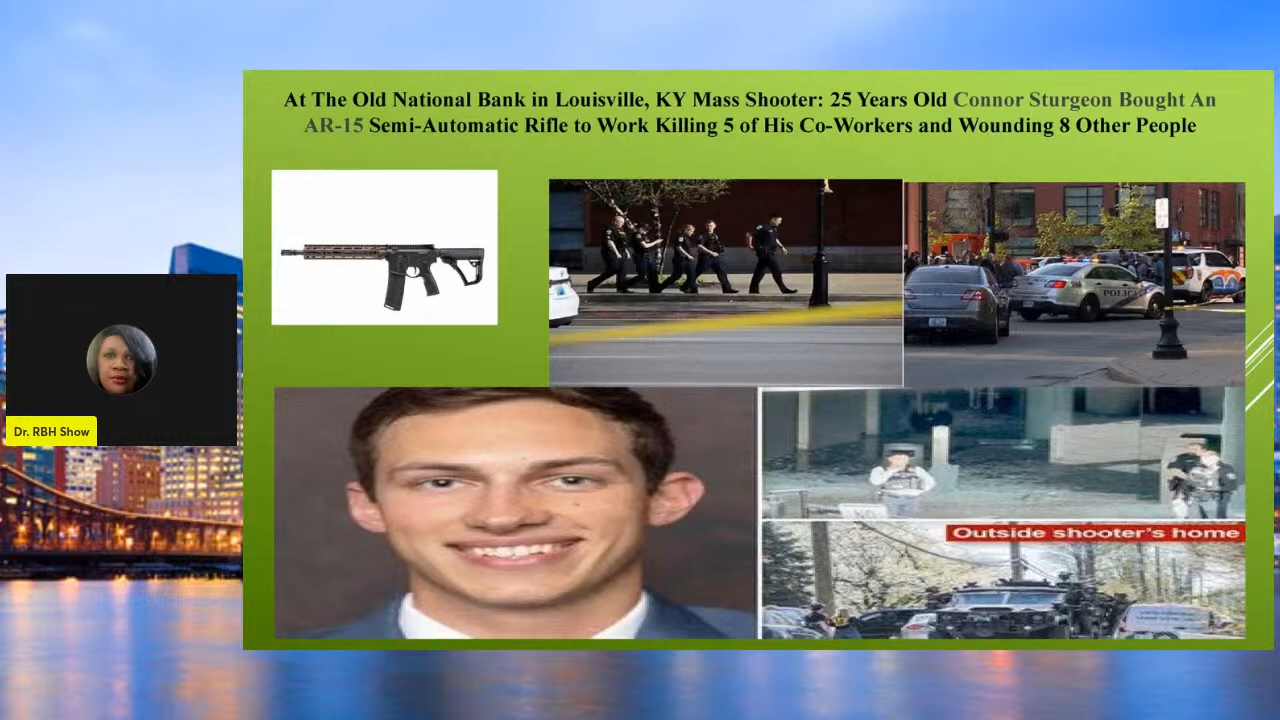 At The Old National Bank in Louisville, KY Mass Shooter: 25 Years Old Connor Sturgeon Bought An
AR-15 Semi-Automatic Rifle to Work Killing 5 of His Co-Workers and Wounding 8 Other People
POLICE
Outside shooter's home
Dr. RBH Show